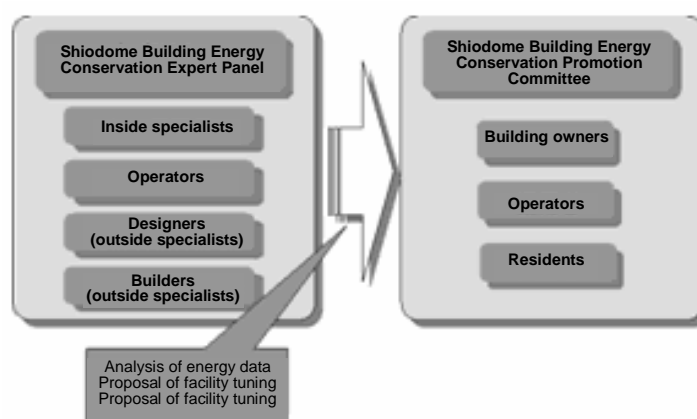 Shiodome Building Energy
Conservation Expert Panel
Inside specialists
Operators
Designers
(outside specialists)
Builders
(outside specialists)
Analysis of energy data
Proposal of facility tuning
Proposal of facility tuning
Shiodome Building Energy
Conservation Promotion
Committee
Building owners
Operators
Residents